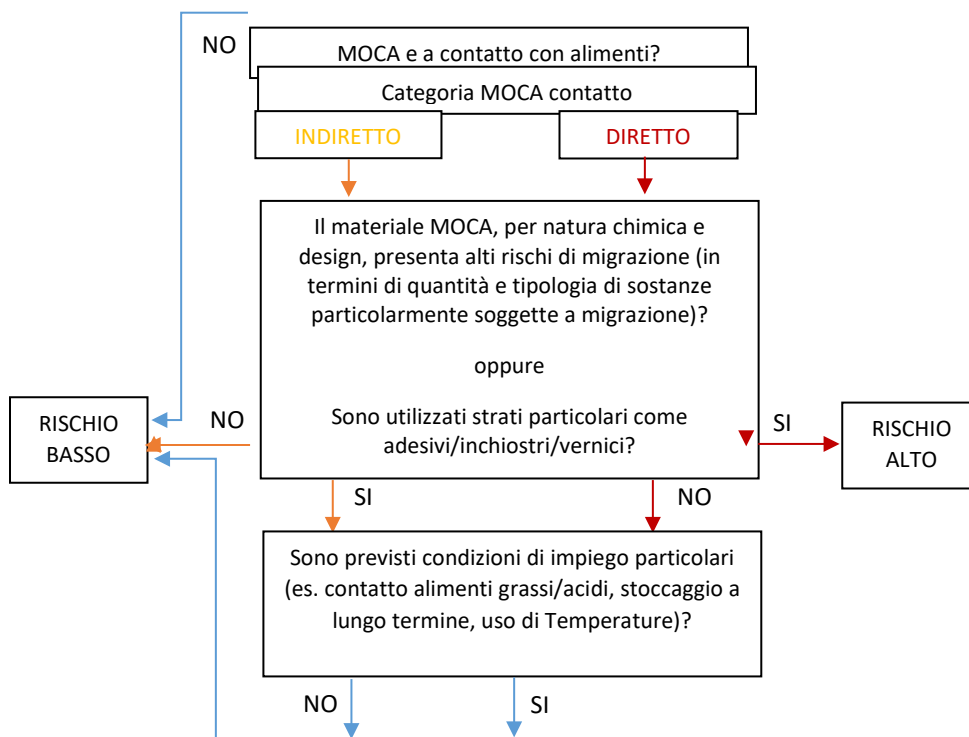 NO
MOCA e a contatto con alimenti?
Categoria MOCA contatto
INDIRETTO
DIRETTO
Il materiale MOCA, per natura chimica e
design, presenta alti rischi di migrazione (in
termini di quantità e tipologia di sostanze
particolarmente soggette a migrazione)?
oppure
Sono utilizzati strati particolari come
adesivi/inchiostri/vernici?
NO
RISCHIO
BASSO
SI
RISCHIO
ALTO
SI
NO
Sono previsti condizioni di impiego particolari
(es. contatto alimenti grassi/acidi, stoccaggio a
lungo termine, uso di Temperature)?
NO
SI